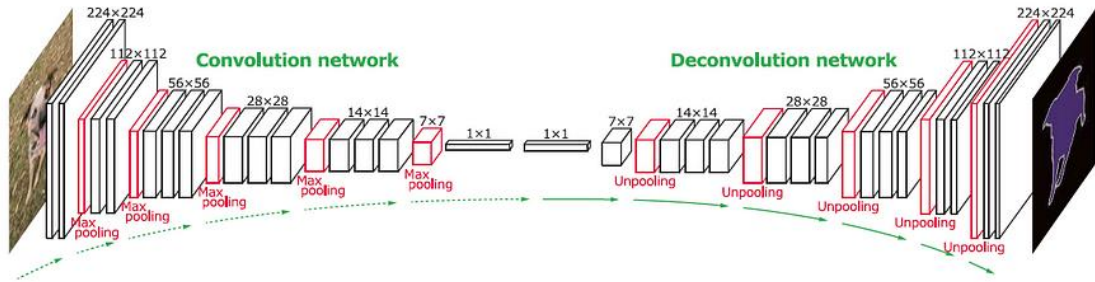 224×224
112×112
56×56
28×28
14×14
7×7
1×1
1×1
7×7
14×14
28×28
56×56
112×112
224×224
Convolution network
Deconvolution network
Max
pooling
Max
pooling
Max
pooling
Max
pooling
Max
pooling
Unpooling
Unpooling
Unpooling
Unpooling
Unpooling